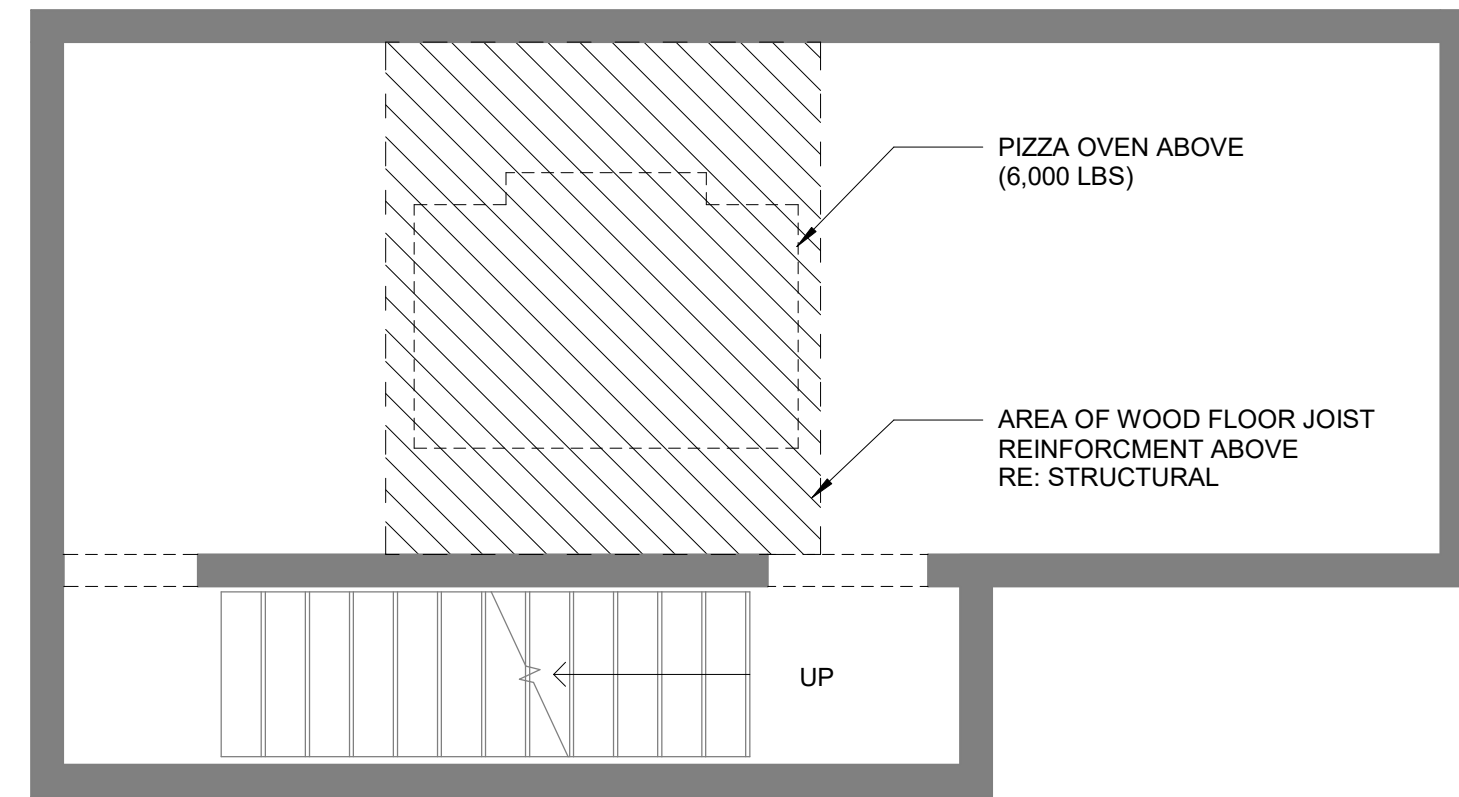 PIZZA OVEN ABOVE
(6,000 LBS)
AREA OF WOOD FLOOR JOIST
REINFORCMENT ABOVE
RE: STRUCTURAL
UP